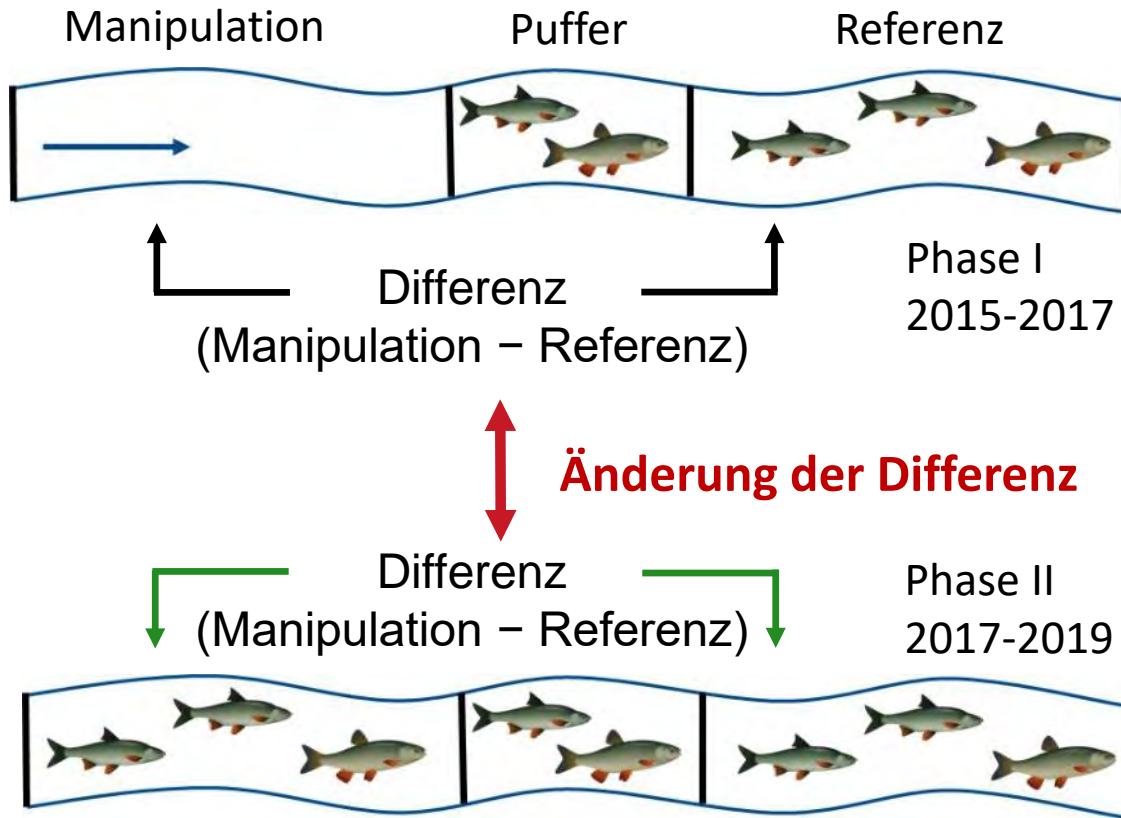 Manipulation Puffer Referenz
Phase I
2015-2017
Differenz
(Manipulation − Referenz)
Änderung der Differenz
Differenz
(Manipulation − Referenz)
Phase II
2017-2019